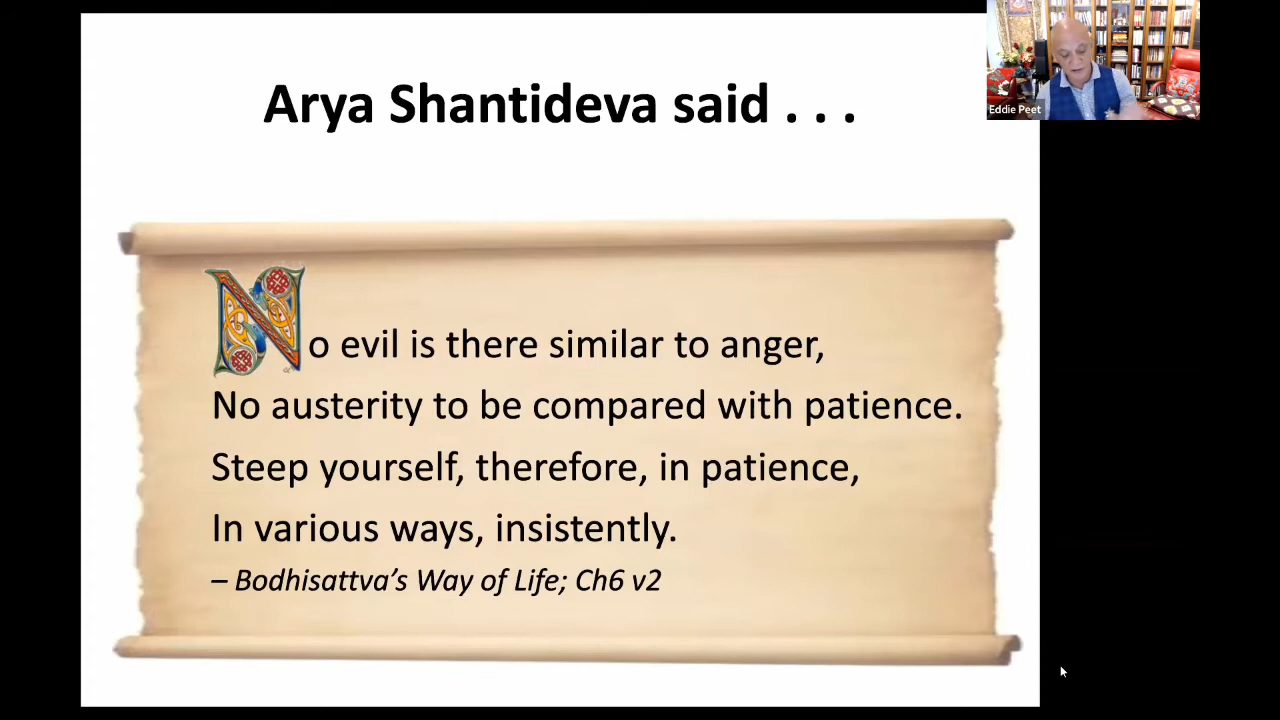 Arya Shantideva said . . .
Eddie Peet
No evil is there similar to anger,
No austerity to be compared with patience.
Steep yourself, therefore, in patience,
In various ways, insistently.
– Bodhisattva’s Way of Life; Ch6 v2